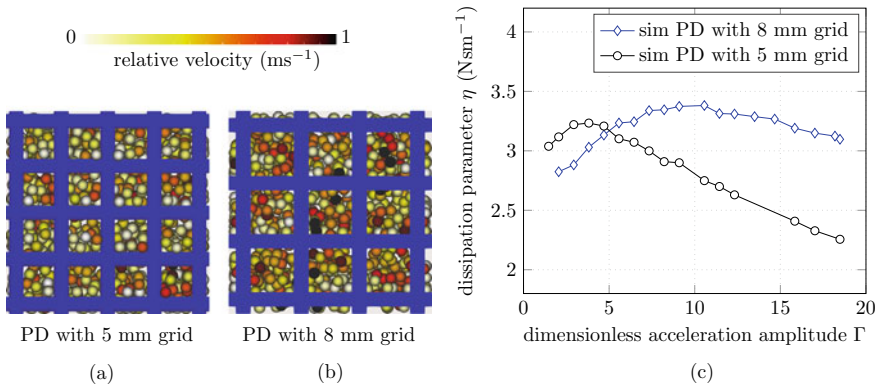 0 1
relative velocity (ms⁻¹)
PD with 5 mm grid
(a)
PD with 8 mm grid
(b)
sim PD with 8 mm grid
sim PD with 5 mm grid
dissipation parameter η (Nsm⁻¹)
4
3.5
3
2.5
2
0 5 10 15 20
dimensionless acceleration amplitude Γ
(c)